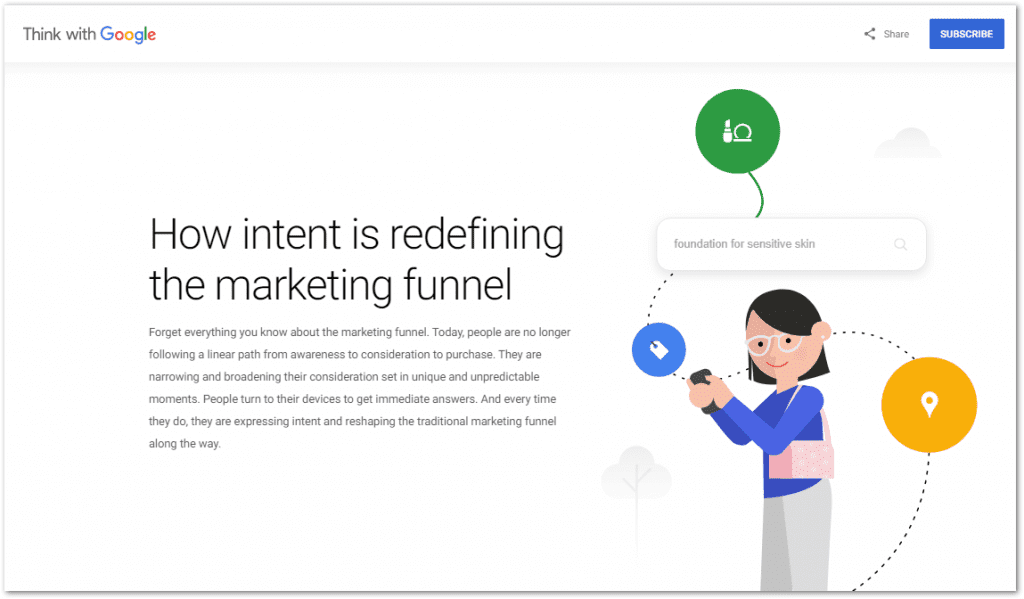 Think with Google
Share
SUBSCRIBE
foundation for sensitive skin
How intent is redefining
the marketing funnel
Forget everything you know about the marketing funnel. Today, people are no longer
following a linear path from awareness to consideration to purchase. They are
narrowing and broadening their consideration set in unique and unpredictable
moments. People turn to their devices to get immediate answers. And every time
they do, they are expressing intent and reshaping the traditional marketing funnel
along the way.